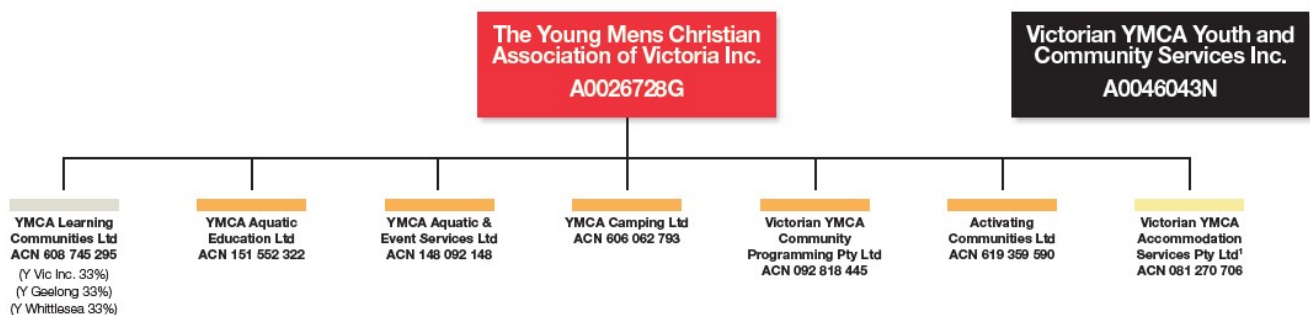 The Young Mens Christian
Association of Victoria Inc.
A0026728G
Victorian YMCA Youth and
Community Services Inc.
A0046043N
YMCA Learning
Communities Ltd
ACN 608 745 295
(Y Vic Inc. 33%)
(Y Geelong 33%)
(Y Whittlesea 33%)
YMCA Aquatic
Education Ltd
ACN 151 552 322
YMCA Aquatic &
Event Services Ltd
ACN 148 092 148
YMCA Camping Ltd
ACN 606 062 793
Victorian YMCA
Community
Programming Pty Ltd
ACN 092 818 445
Activating
Communities Ltd
ACN 619 359 590
Victorian YMCA
Accommodation
Services Pty Ltd¹
ACN 081 270 706